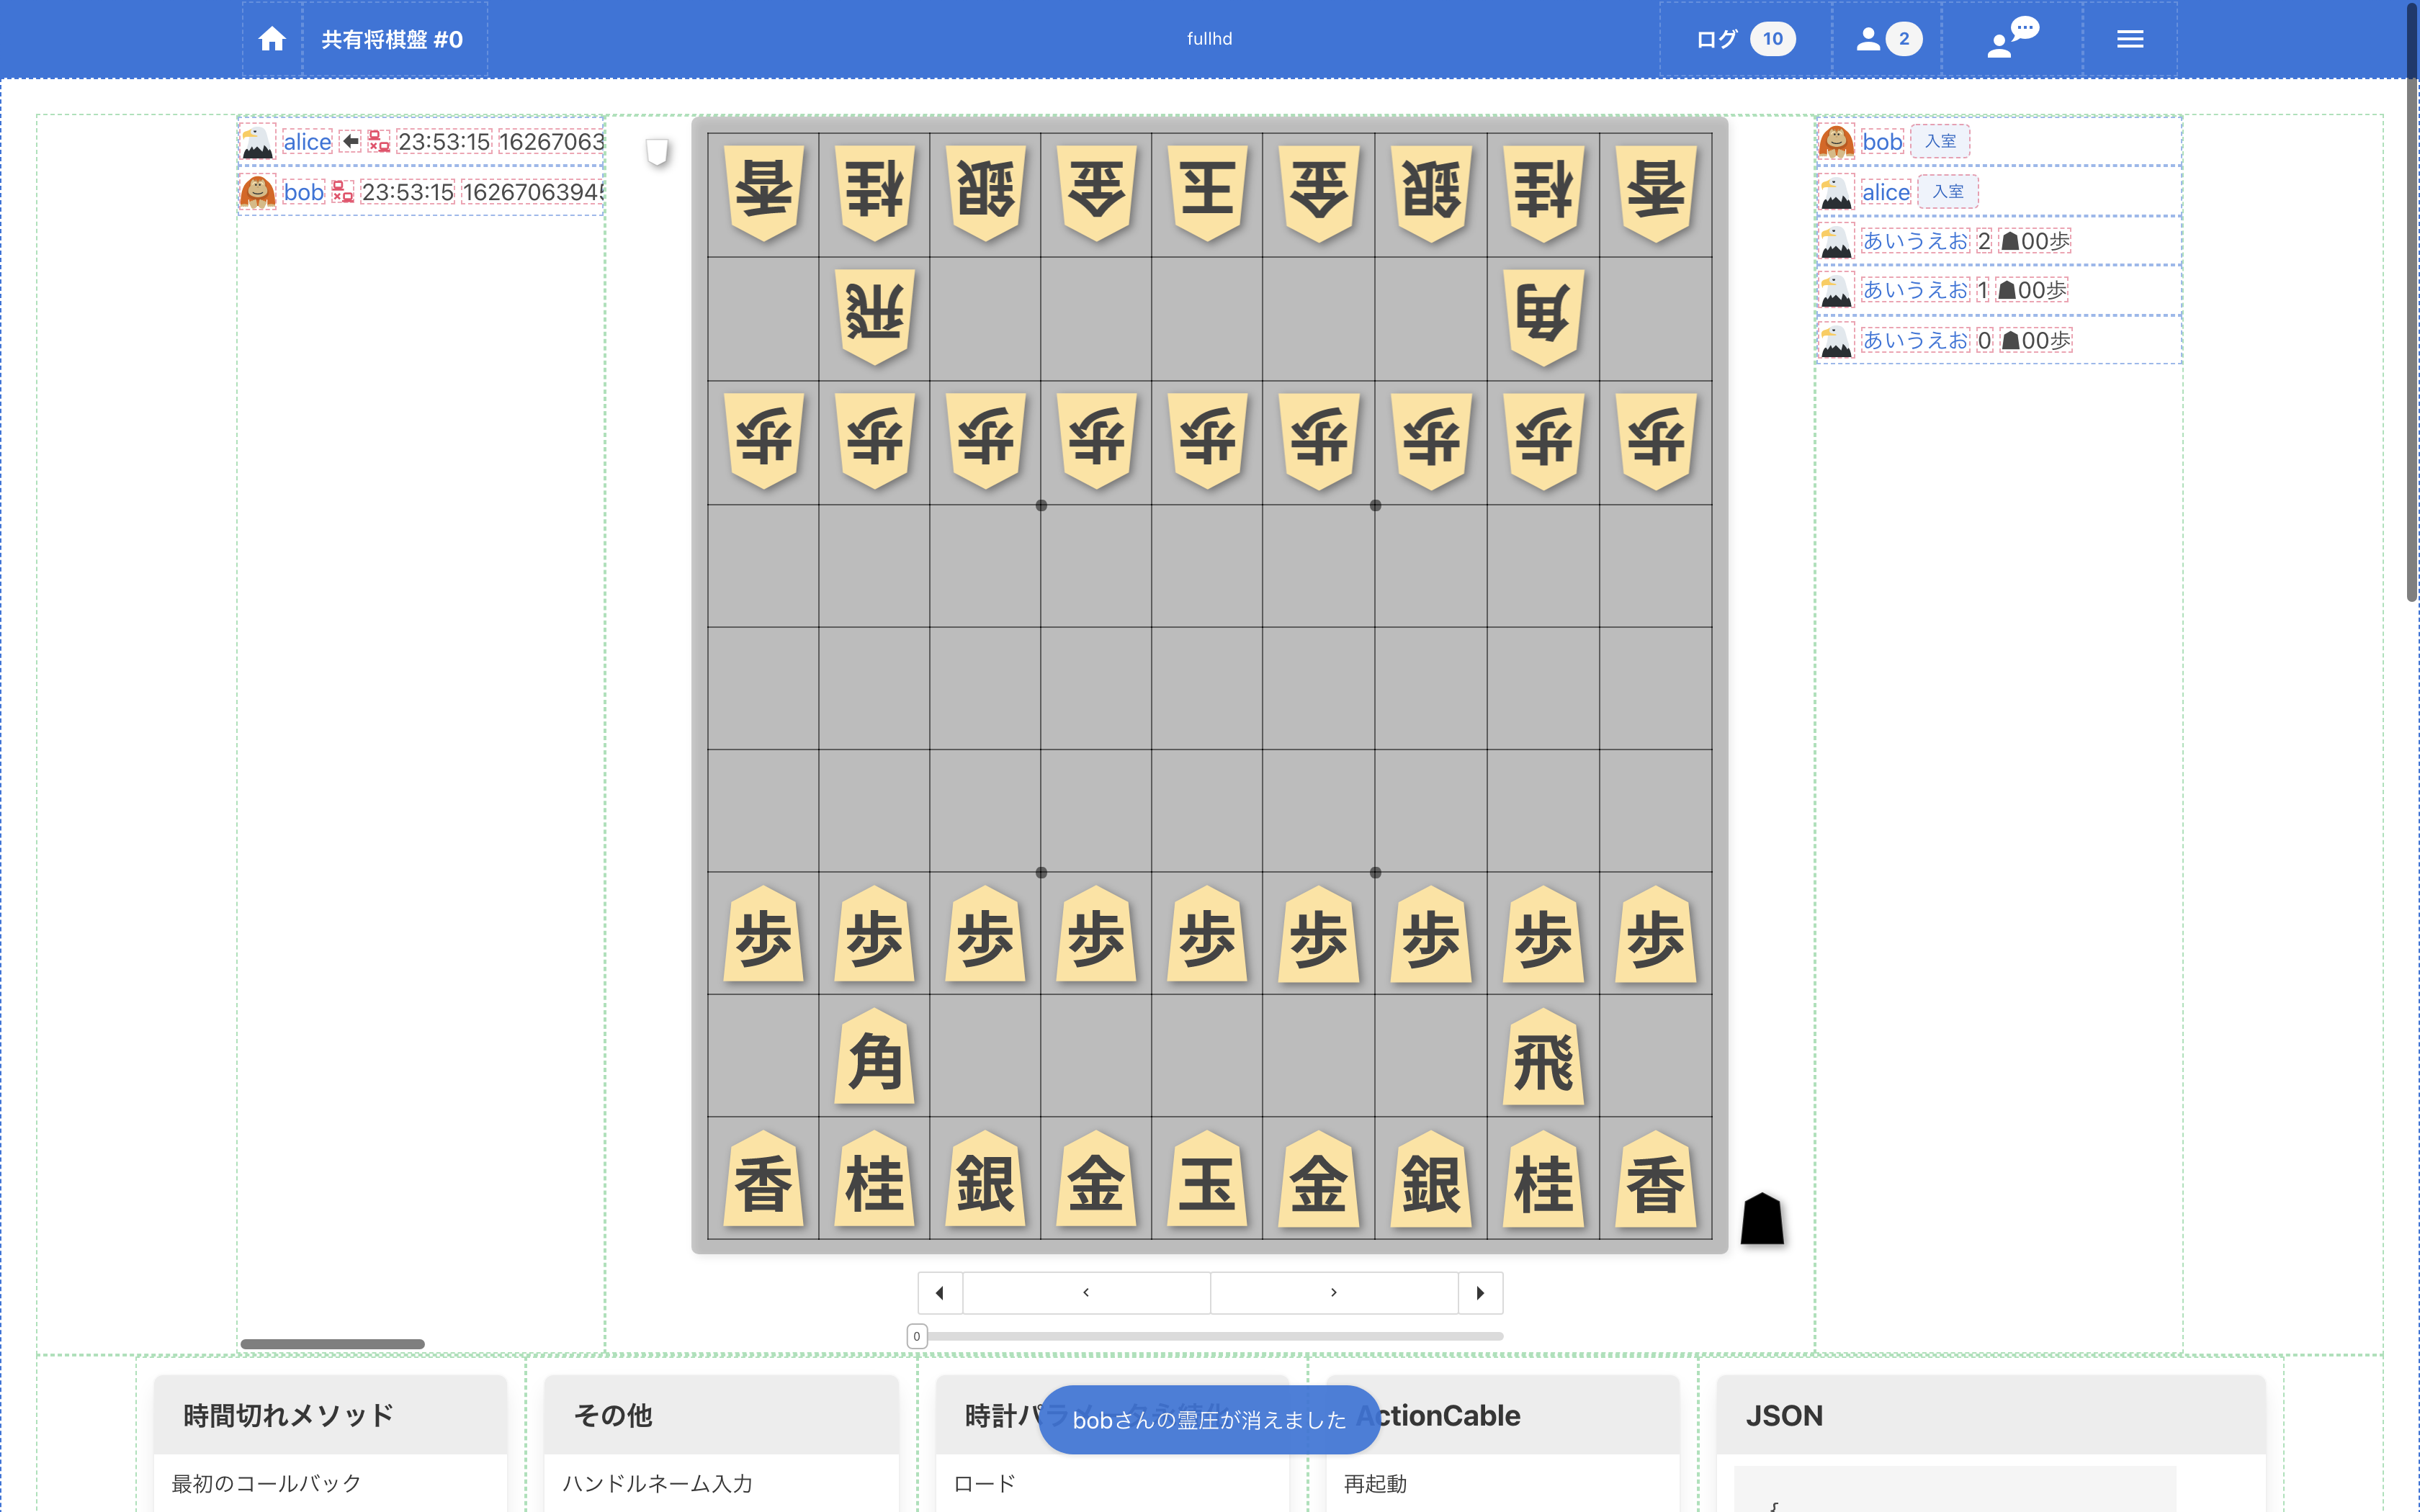 共有将棋盤 #0
fullhd
ログ 10
2
alice 23:53:15 16267063
bob 23:53:15 1626706394
bob 入室
alice 入室
あいうえお 2 ☗00歩
あいうえお 1 ☗00歩
あいうえお 0 ☗00歩
香 桂 銀 金 玉 金 銀 桂 香
飛 角
歩 歩 歩 歩 歩 歩 歩 歩 歩
歩 歩 歩 歩 歩 歩 歩 歩 歩
角 飛
香 桂 銀 金 玉 金 銀 桂 香
0
時間切れメソッド
その他
時計パ
ActionCable
JSON
bobさんの霊圧が消えました
最初のコールバック
ハンドルネーム入力
ロード
再起動
{